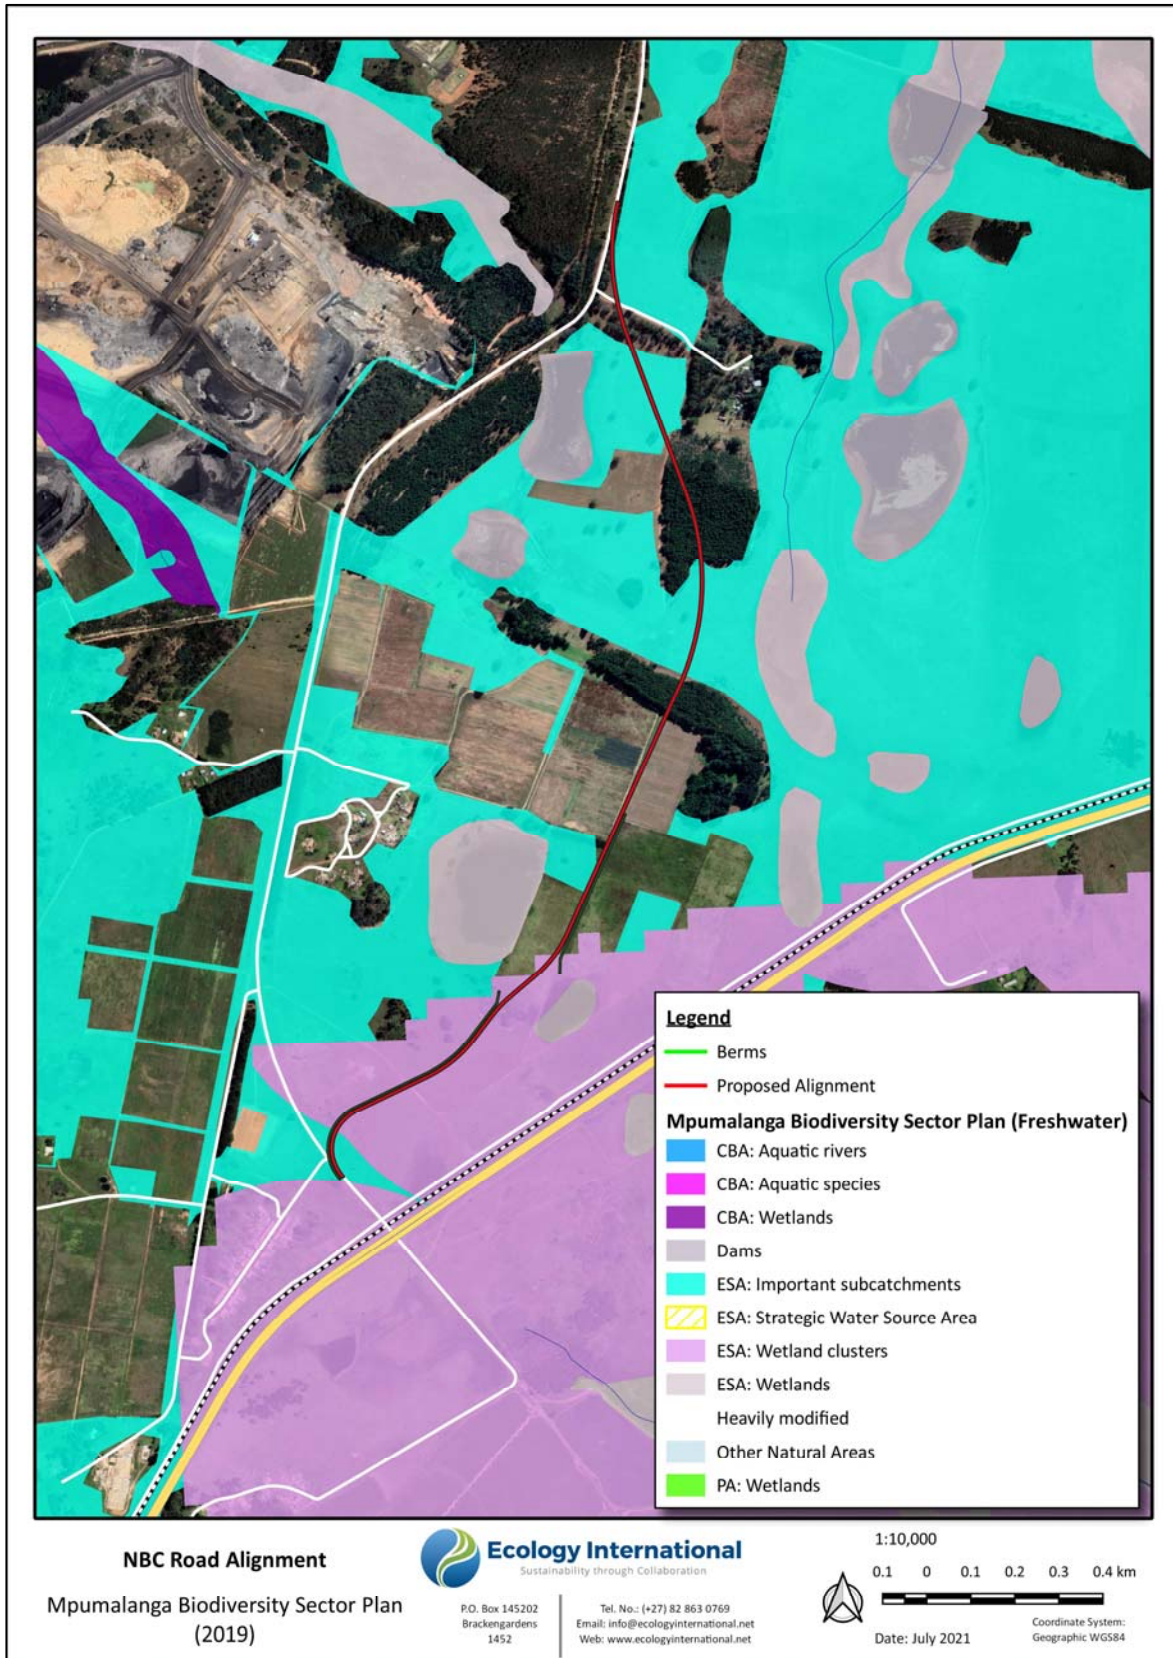 Legend
Berms
Proposed Alignment
Mpumalanga Biodiversity Sector Plan (Freshwater)
CBA: Aquatic rivers
CBA: Aquatic species
CBA: Wetlands
Dams
ESA: Important subcatchments
ESA: Strategic Water Source Area
ESA: Wetland clusters
ESA: Wetlands
Heavily modified
Other Natural Areas
PA: Wetlands
NBC Road Alignment
Mpumalanga Biodiversity Sector Plan
(2019)
Ecology International
Sustainability through Collaboration
P.O. Box 145202
Brackengardens
1452
Tel. No.: (+27) 82 863 0769
Email: info@ecologyinternational.net
Web: www.ecologyinternational.net
1:10,000
0.1 0 0.1 0.2 0.3 0.4 km
Date: July 2021
Coordinate System:
Geographic WGS84